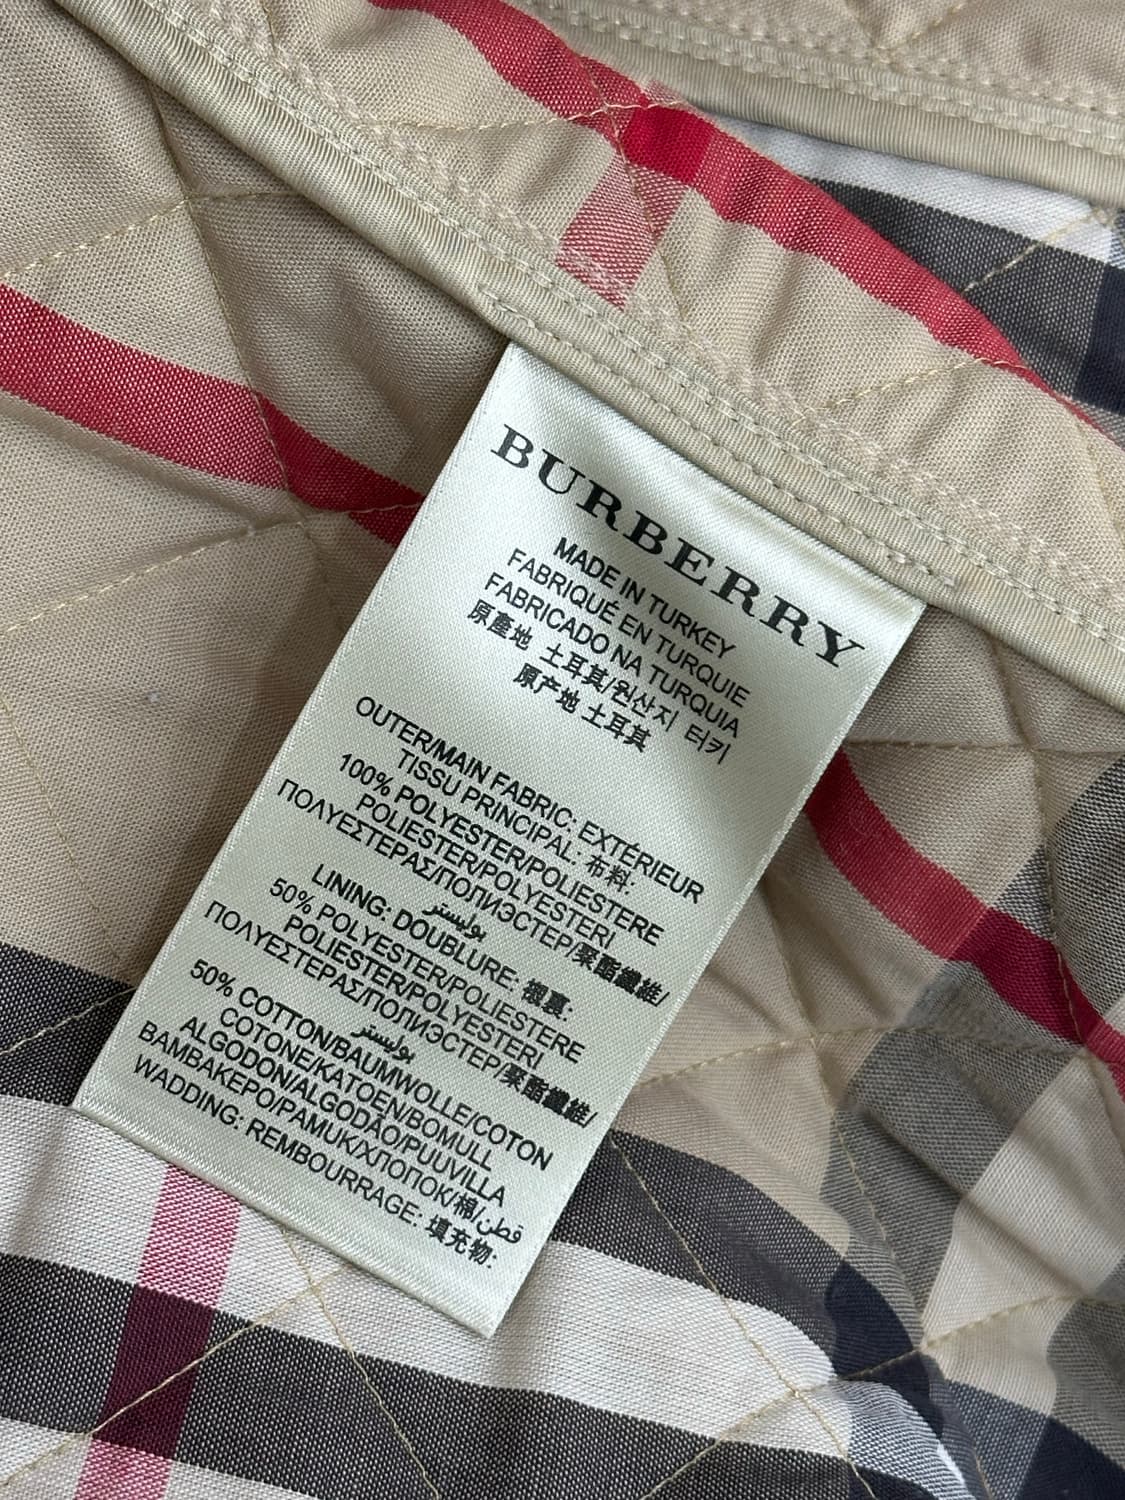 BURBERRY
MADE IN TURKEY
FABRIQUÉ EN TURQUIE
FABRICADO NA TURQUIA
原產地 土耳其/원산지 터키
原产地 土耳其
OUTER/MAIN FABRIC: EXTÉRIEUR
TISSU PRINCIPAL: 布料:
100% POLYESTER/POLIESTERE
POLIESTER/POLYESTERI
ΠΟΛΥΕΣΤΕΡΑΣ/ПОЛИЭСТЕР/聚酯纖維/
بوليستر
LINING: DOUBLURE: 襯裏:
50% POLYESTER/POLIESTERE
POLIESTER/POLYESTERI
ΠΟΛΥΕΣΤΕΡΑΣ/ПОЛИЭСТЕР/聚酯纖維/
بوليستر
50% COTTON/BAUMWOLLE/COTON
COTONE/KATOEN/BOMULL
ALGODON/ALGODÃO/PUUVILLA
BAMBAKEPO/PAMUK/ХЛОПОК/棉/قطن
WADDING: REMBOURRAGE: 填充物: